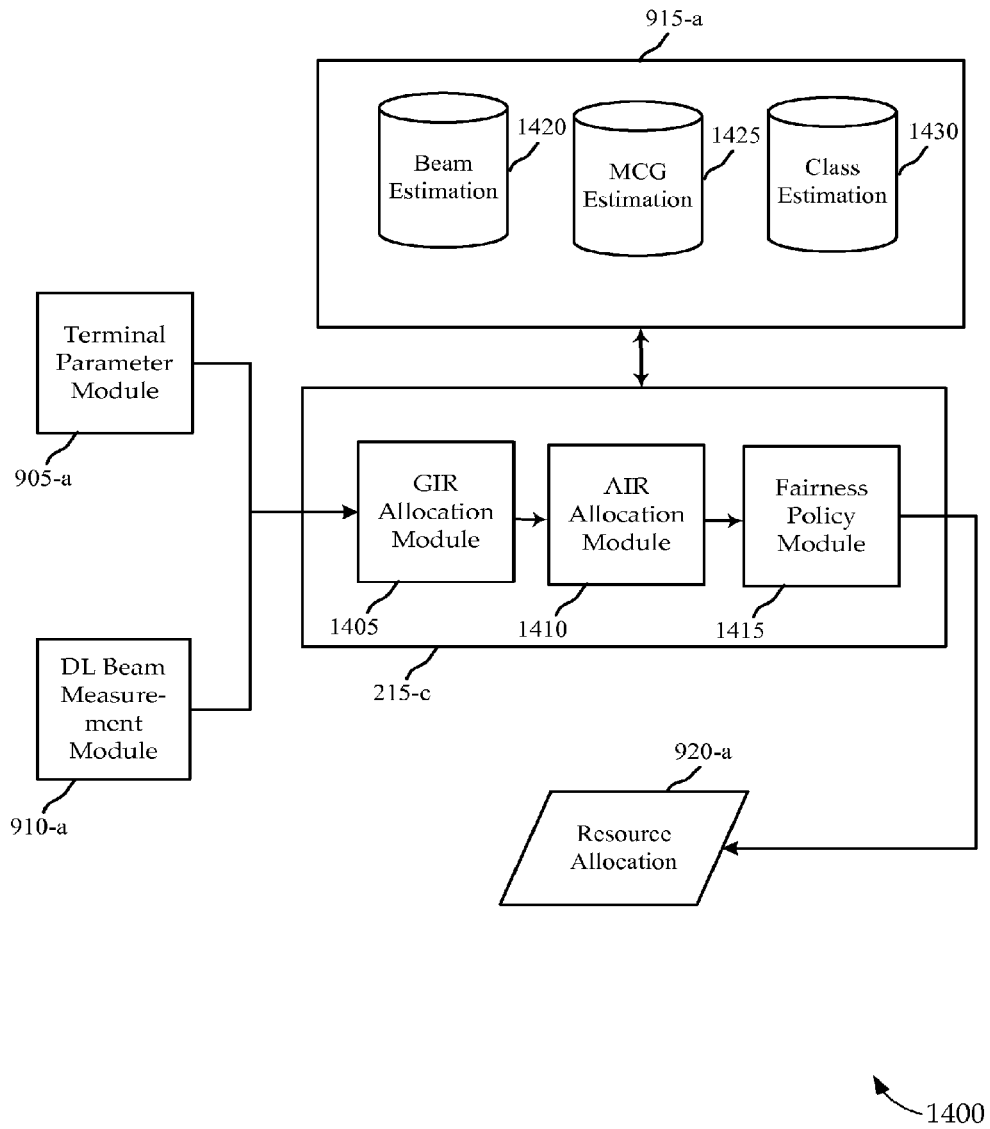 915-a
Beam
Estimation
1420
MCG
Estimation
1425
Class
Estimation
1430
Terminal
Parameter
Module
905-a
DL Beam
Measure-
ment
Module
910-a
GIR
Allocation
Module
1405
AIR
Allocation
Module
1410
Fairness
Policy
Module
1415
215-c
920-a
Resource
Allocation
1400